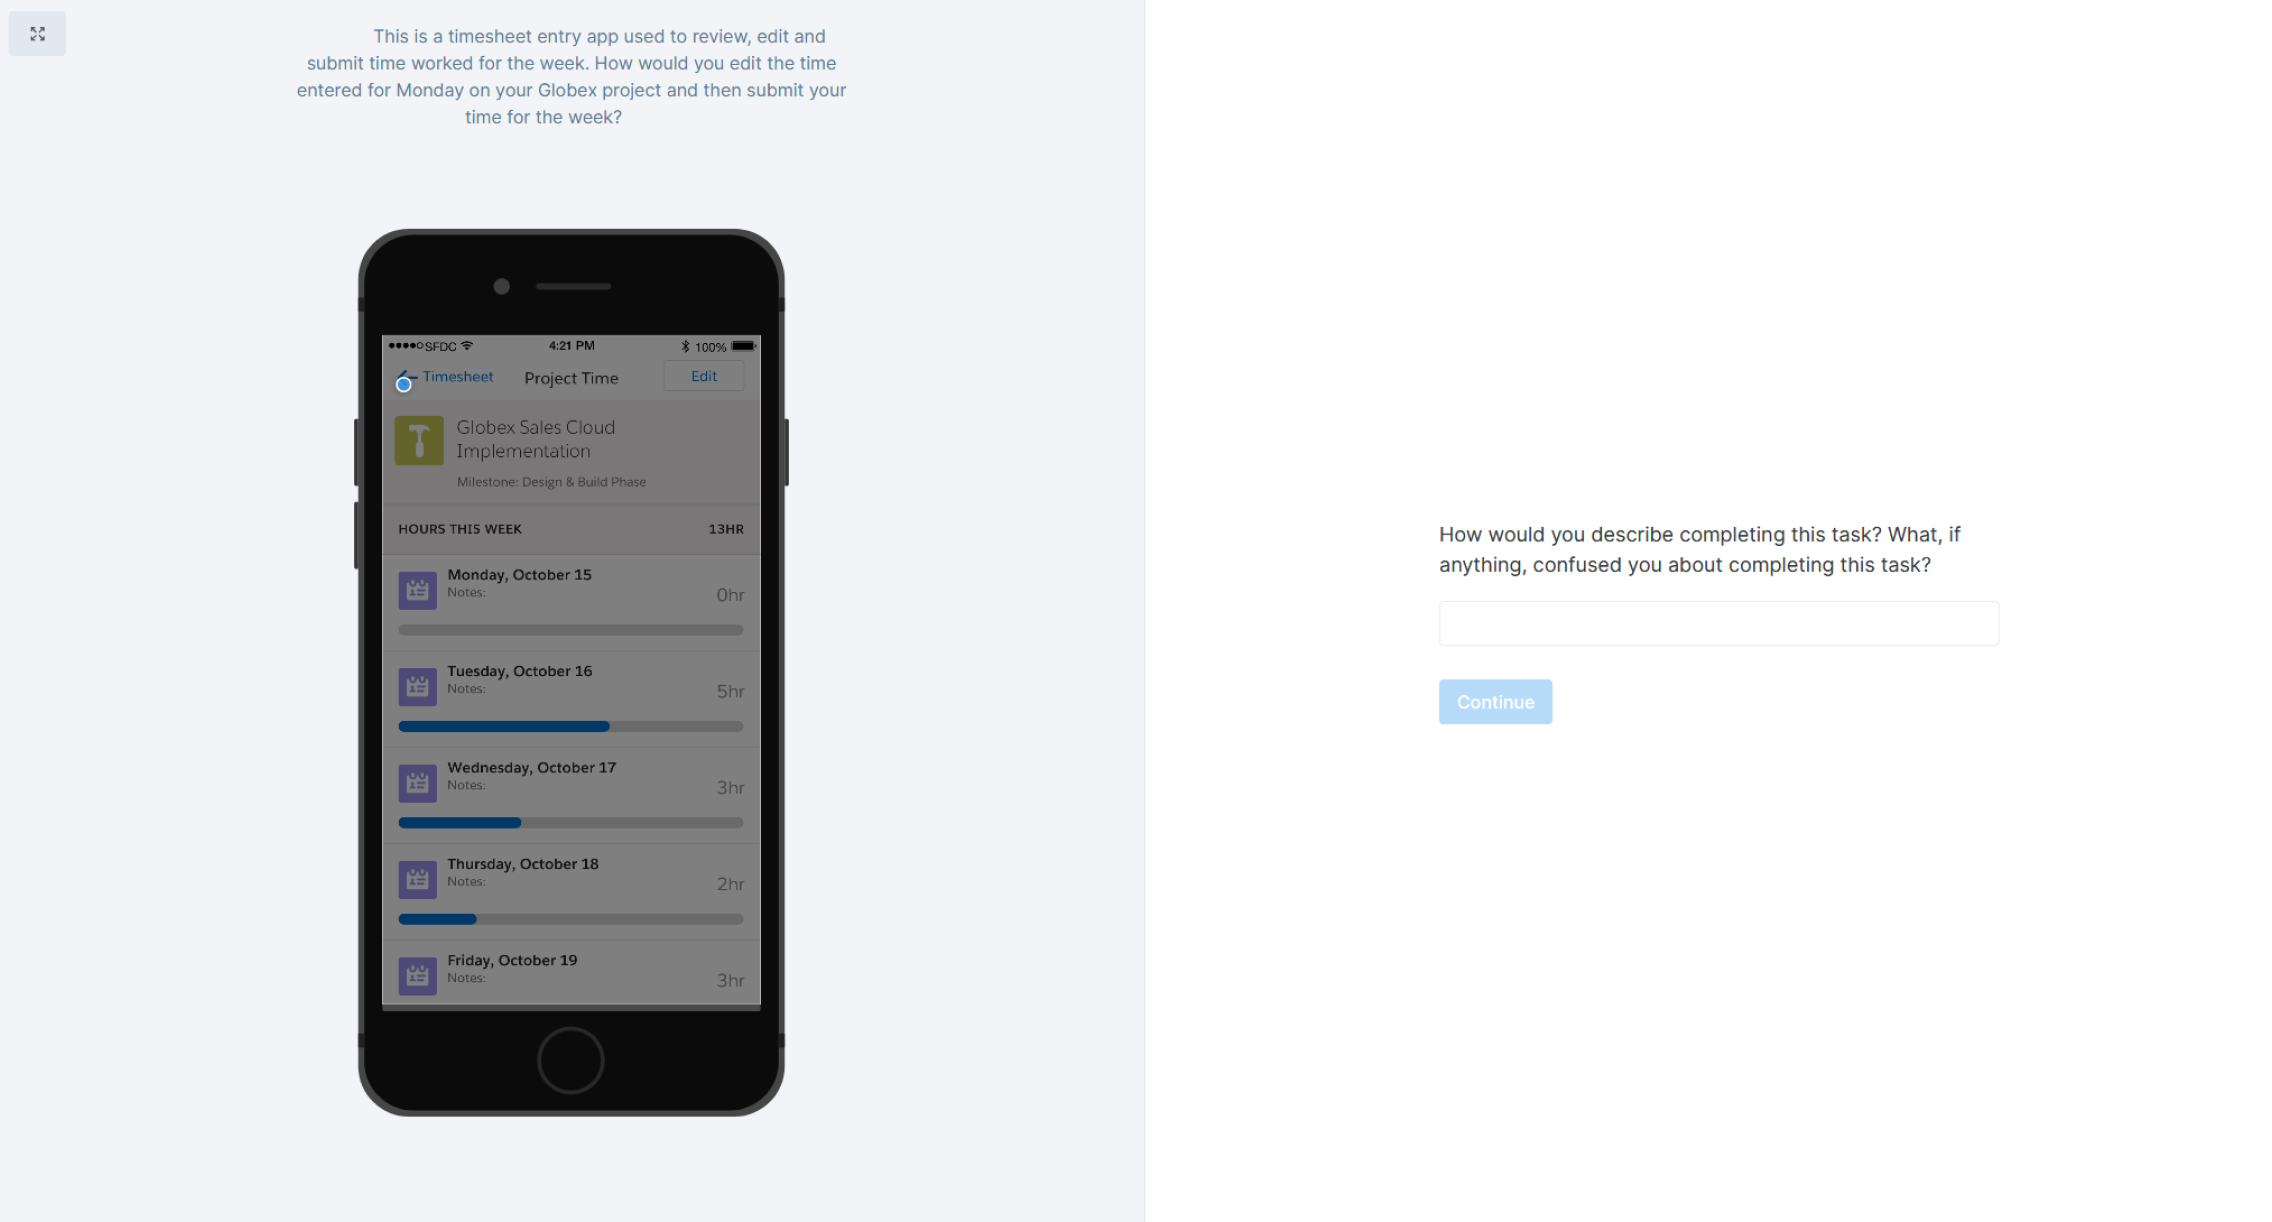 This is a timesheet entry app used to review, edit and
submit time worked for the week. How would you edit the time
entered for Monday on your Globex project and then submit your
time for the week?
SFDC 4:21 PM 100%
Timesheet Project Time Edit
Globex Sales Cloud
Implementation
Milestone: Design & Build Phase
HOURS THIS WEEK 13HR
Monday, October 15
Notes:
0hr
Tuesday, October 16
Notes:
5hr
Wednesday, October 17
Notes:
3hr
Thursday, October 18
Notes:
2hr
Friday, October 19
Notes:
3hr
How would you describe completing this task? What, if
anything, confused you about completing this task?
Continue